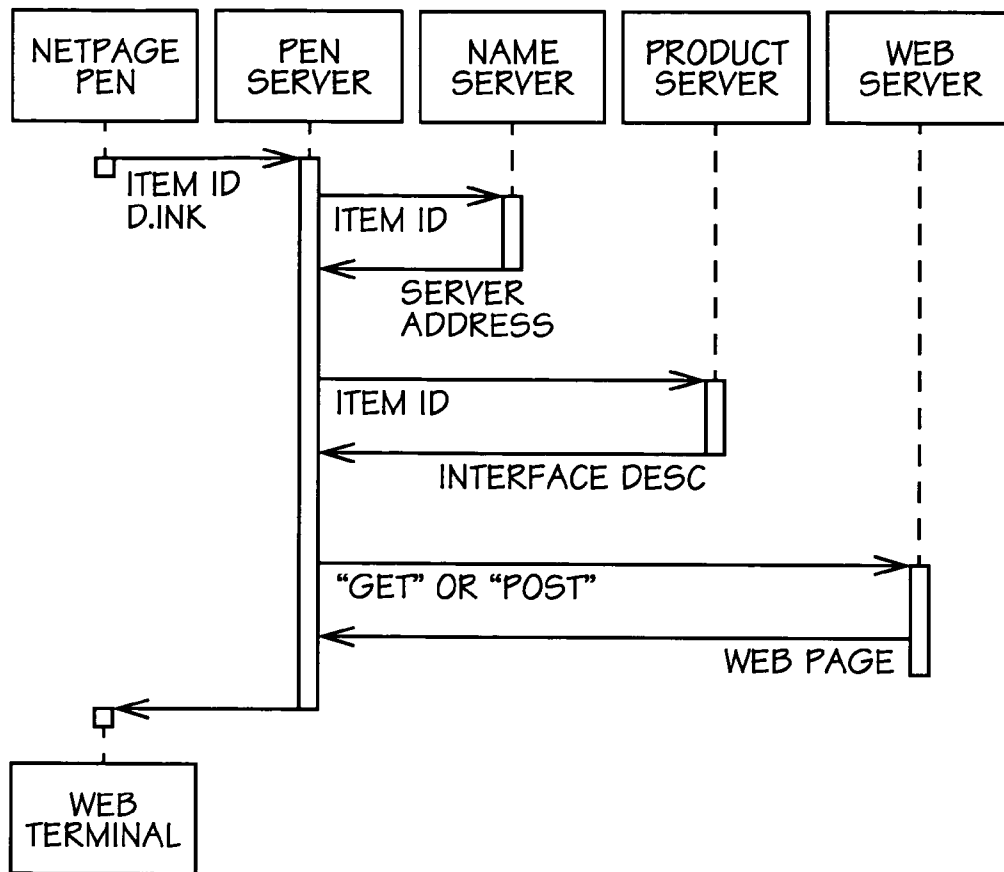 NETPAGE
PEN
PEN
SERVER
NAME
SERVER
PRODUCT
SERVER
WEB
SERVER
ITEM ID
D.INK
ITEM ID
SERVER
ADDRESS
ITEM ID
INTERFACE DESC
“GET” OR “POST”
WEB PAGE
WEB
TERMINAL